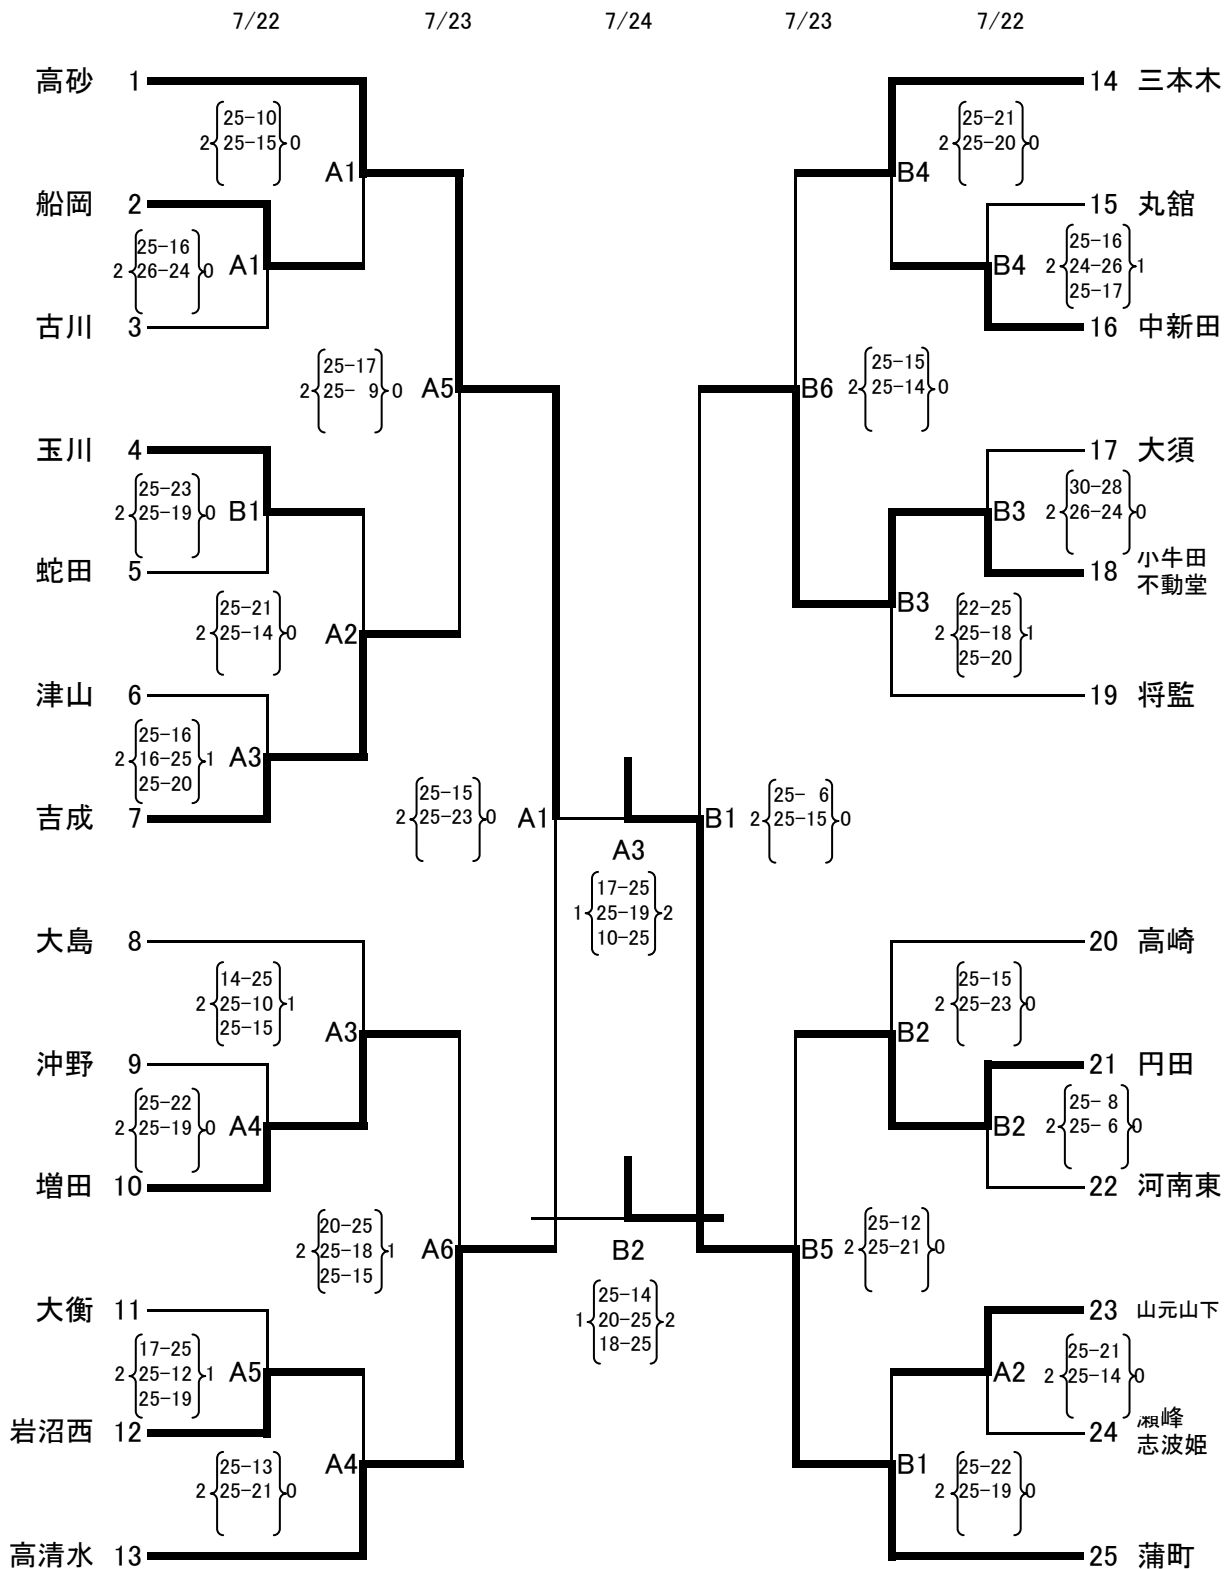 7/22 7/23 7/24 7/23 7/22
高砂 1
14 三本木
25-10
2 25-15 0
25-21
2 25-20 0
A1
B4
船岡 2
15 丸舘
25-16
2 26-24 0
A1
B4
25-16
2 24-26 1
25-17
古川 3
16 中新田
25-17
2 25- 9 0
A5
B6
25-15
2 25-14 0
玉川 4
17 大須
25-23
2 25-19 0
B1
B3
30-28
2 26-24 0
蛇田 5
18 小牛田
不動堂
25-21
2 25-14 0
A2
B3
22-25
2 25-18 1
25-20
津山 6
19 将監
25-16
2 16-25 1
25-20
A3
吉成 7
25-15
2 25-23 0
A1
B1
25- 6
2 25-15 0
A3
17-25
1 25-19 2
10-25
大島 8
20 高崎
14-25
2 25-10 1
25-15
A3
B2
25-15
2 25-23 0
沖野 9
21 円田
25-22
2 25-19 0
A4
B2
25- 8
2 25- 6 0
増田 10
22 河南東
20-25
2 25-18 1
25-15
A6
B5
25-12
2 25-21 0
B2
25-14
1 20-25 2
18-25
大衡 11
23 山元山下
17-25
2 25-12 1
25-19
A5
A2
25-21
2 25-14 0
岩沼西 12
24 瀬峰
志波姫
25-13
2 25-21 0
A4
B1
25-22
2 25-19 0
高清水 13
25 蒲町